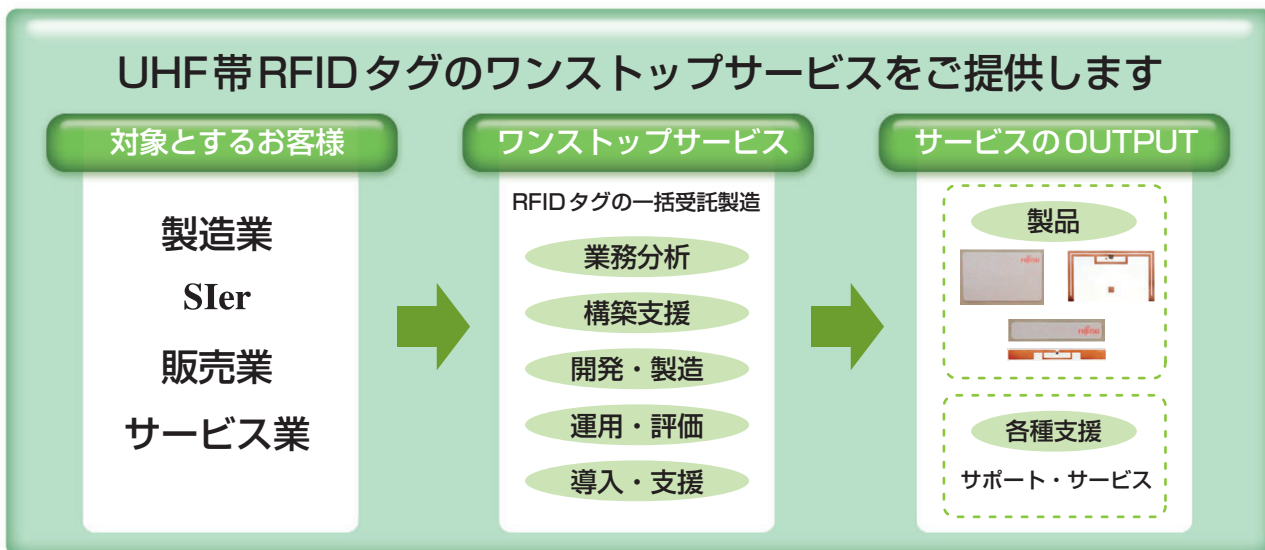 UHF帯RFIDタグのワンストップサービスをご提供します
対象とするお客様
製造業
SIer
販売業
サービス業
ワンストップサービス
RFIDタグの一括受託製造
業務分析
構築支援
開発・製造
運用・評価
導入・支援
サービスのOUTPUT
製品
FUJITSU
FUJITSU
各種支援
サポート・サービス